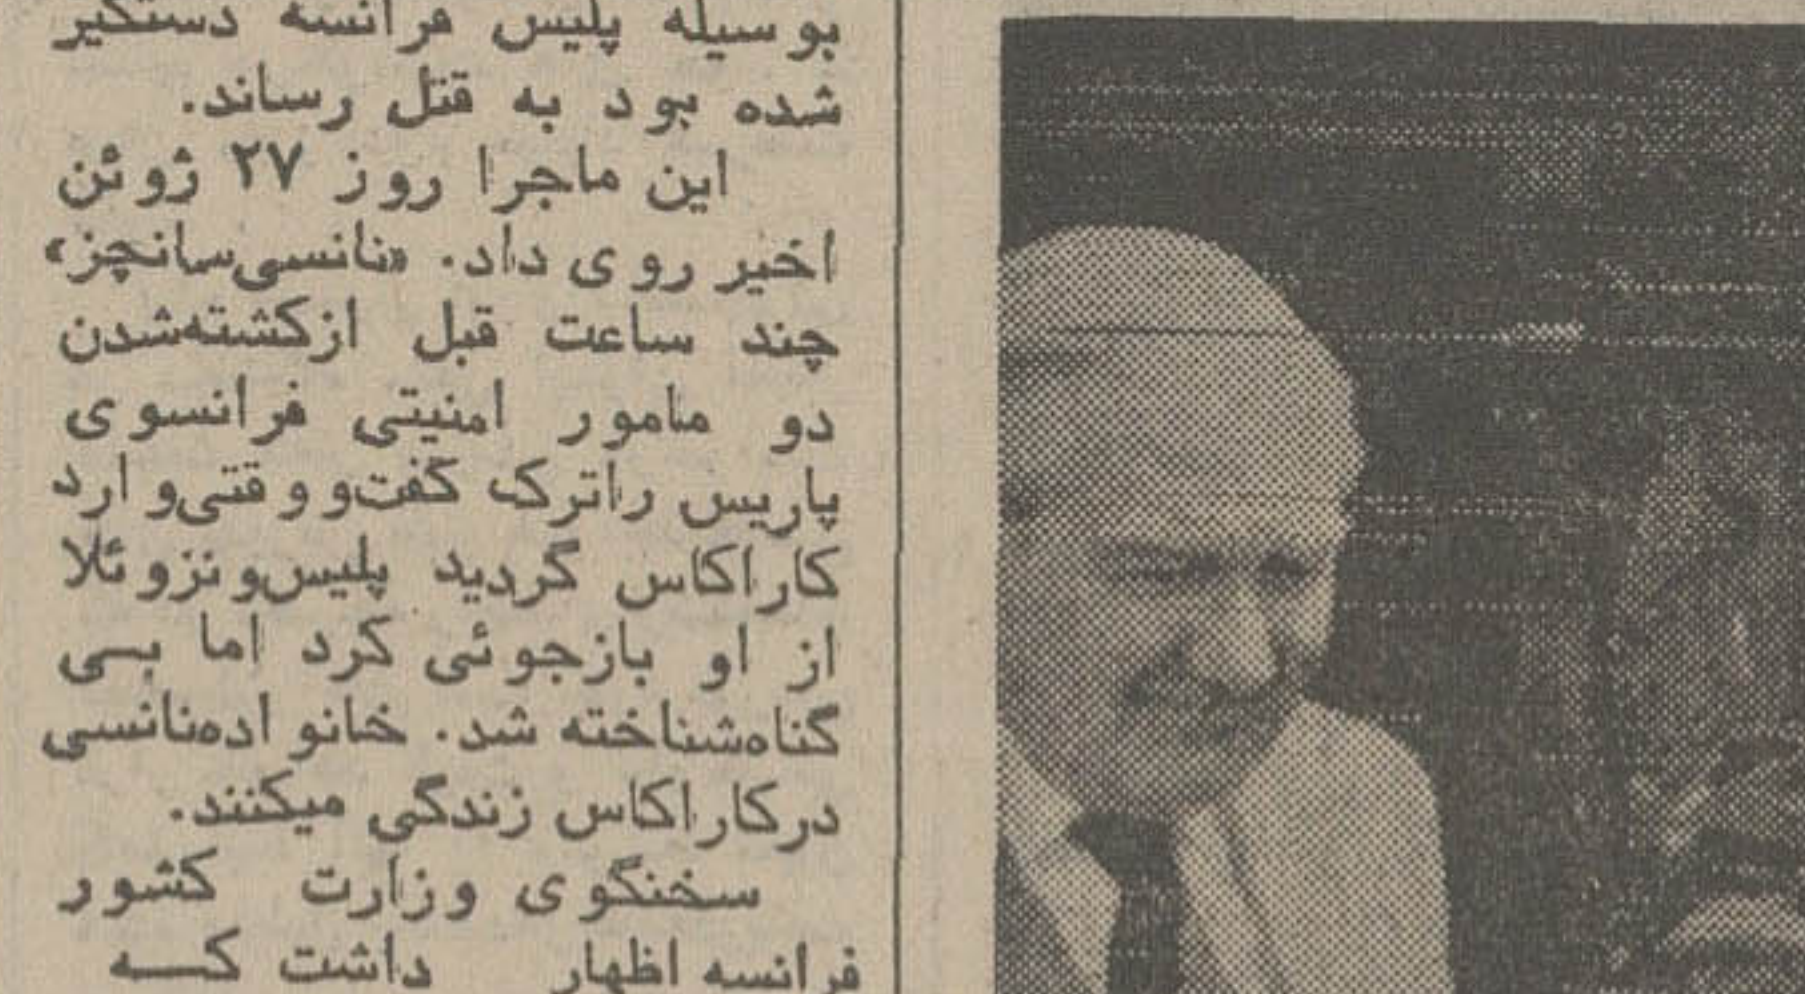 بوسیله پلیس فرانسه دستگیر
شده بود به قتل رساند.
این ماجرا روز ۲۷ ژوئن
اخیر روی داد. «نانسی‌سانچز»
چند ساعت قبل ازکشته‌شدن
دو مامور امنیتی فرانسوی
پاریس راترک گفت‌و وقتی‌وارد
کاراکاس گردید پلیس‌ونزوئلا
از او بازجوئی کرد اما بی
گناه‌شناخته شد. خانواده‌نانسی
درکاراکاس زندگی میکنند.
سخنگوی وزارت کشور
فرانسه اظهار داشت کــه